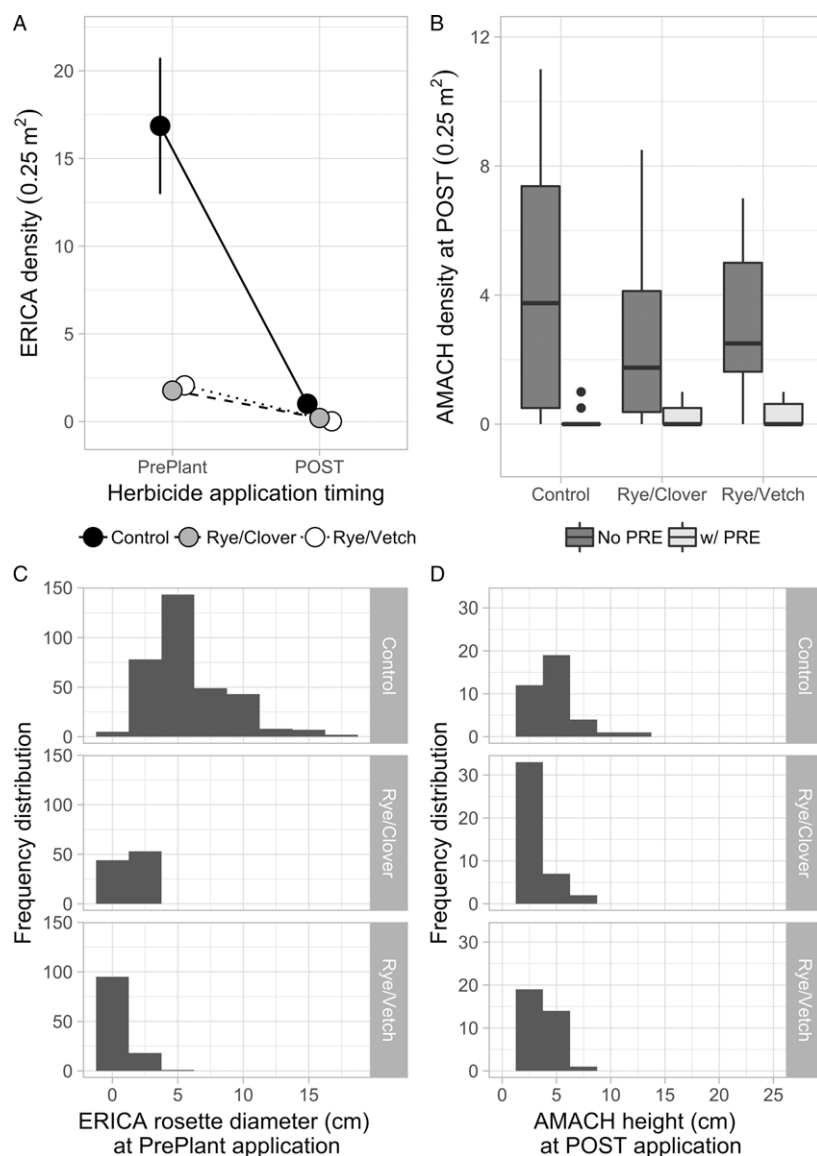 A
ERICA density (0.25 m²)
20
15
10
5
0
PrePlant POST
Herbicide application timing
Control Rye/Clover Rye/Vetch
B
AMACH density at POST (0.25 m²)
12
8
4
0
Control Rye/Clover Rye/Vetch
No PRE w/ PRE
C
Frequency distribution
150
100
50
0
Control
150
100
50
0
Rye/Clover
150
100
50
0
Rye/Vetch
0 5 10 15
ERICA rosette diameter (cm)
at PrePlant application
D
Frequency distribution
30
20
10
0
Control
30
20
10
0
Rye/Clover
30
20
10
0
Rye/Vetch
0 5 10 15 20 25
AMACH height (cm)
at POST application